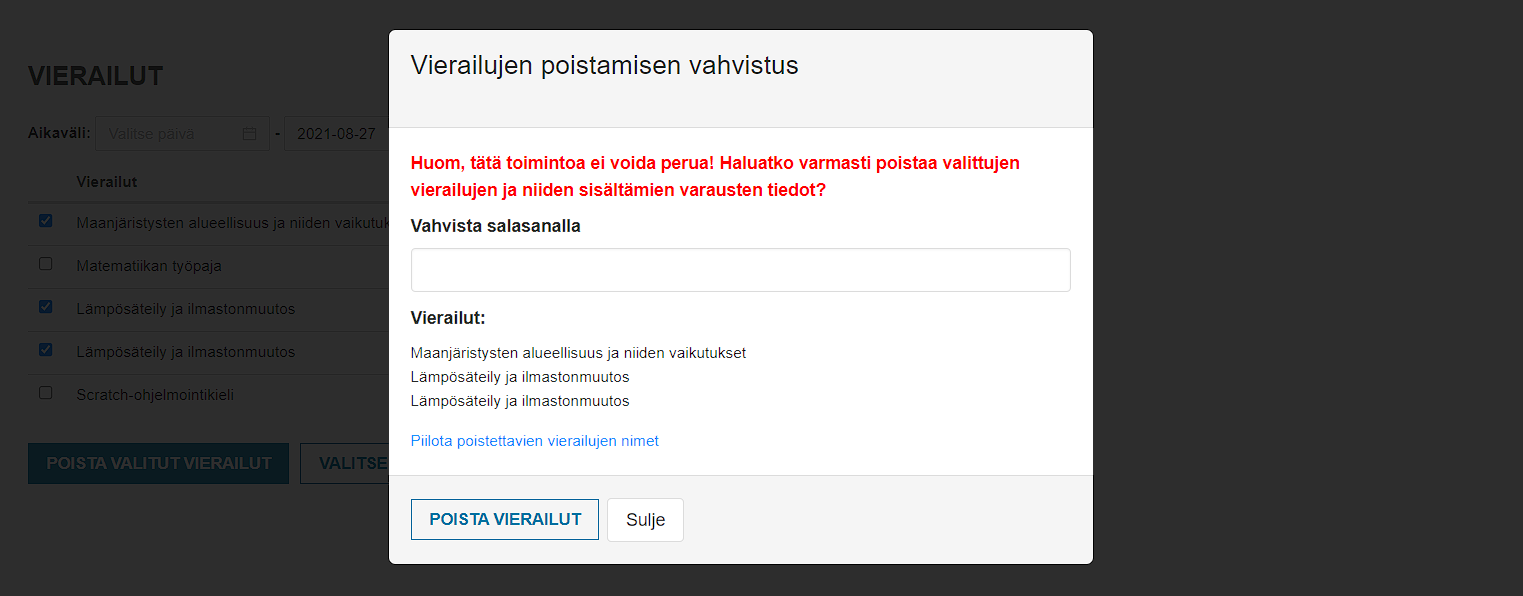 VIERAILUT
Aikaväli: Valitse päivä - 2021-08-27
Vierailut
Maanjäristysten alueellisuus ja niiden
Matematiikan työpaja
Lämpösäteily ja ilmastonmuutos
Lämpösäteily ja ilmastonmuutos
Scratch-ohjelmointikieli
POISTA VALITUT VIERAILUT VALITSE
Vierailujen poistamisen vahvistus
Huom, tätä toimintoa ei voida perua! Haluatko varmasti poistaa valittujen
vierailujen ja niiden sisältämien varausten tiedot?
Vahvista salasanalla
Vierailut:
Maanjäristysten alueellisuus ja niiden vaikutukset
Lämpösäteily ja ilmastonmuutos
Lämpösäteily ja ilmastonmuutos
Piilota poistettavien vierailujen nimet
POISTA VIERAILUT Sulje